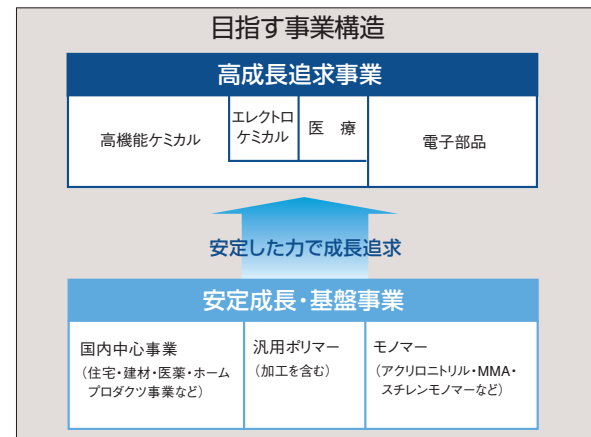 目指す事業構造
高成長追求事業
高機能ケミカル
エレクトロ
ケミカル
医 療
電子部品
安定した力で成長追求
安定成長・基盤事業
国内中心事業
（住宅・建材・医薬・ホーム
プロダクツ事業など）
汎用ポリマー
（加工を含む）
モノマー
（アクリロニトリル・MMA・
スチレンモノマーなど）